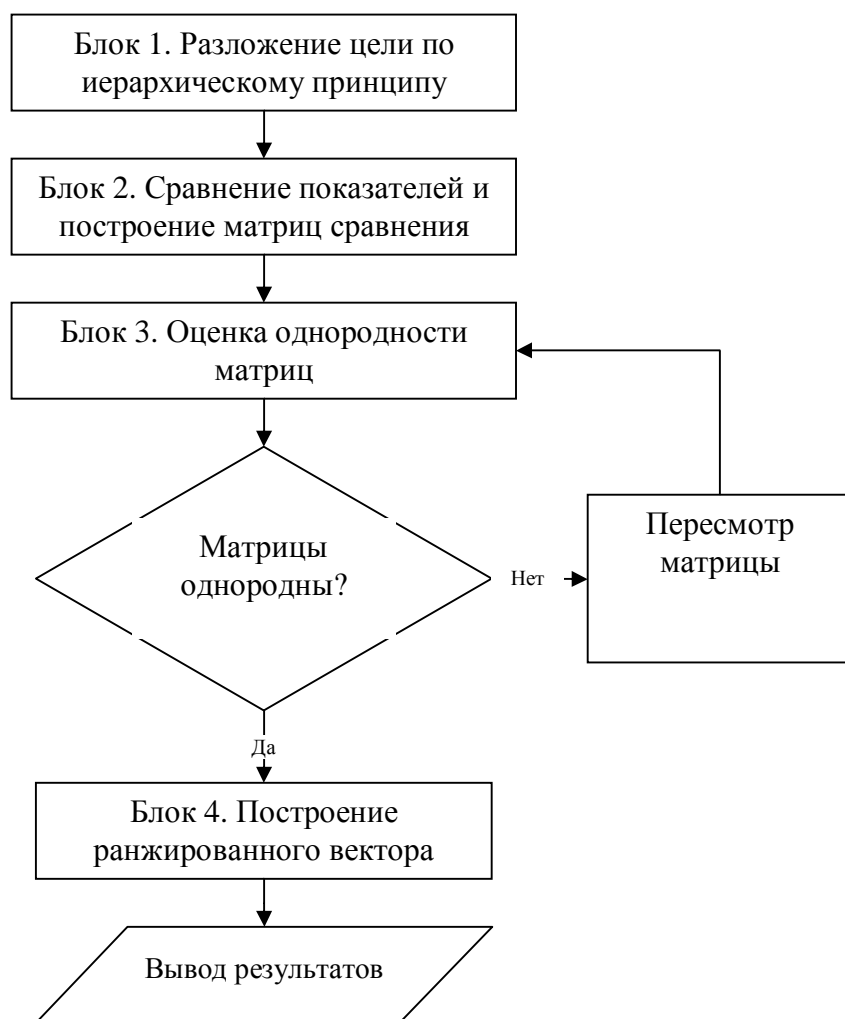 Блок 1. Разложение цели по
иерархическому принципу
Блок 2. Сравнение показателей и
построение матриц сравнения
Блок 3. Оценка однородности
матриц
Матрицы
однородны?
Нет
Пересмотр
матрицы
Да
Блок 4. Построение
ранжированного вектора
Вывод результатов